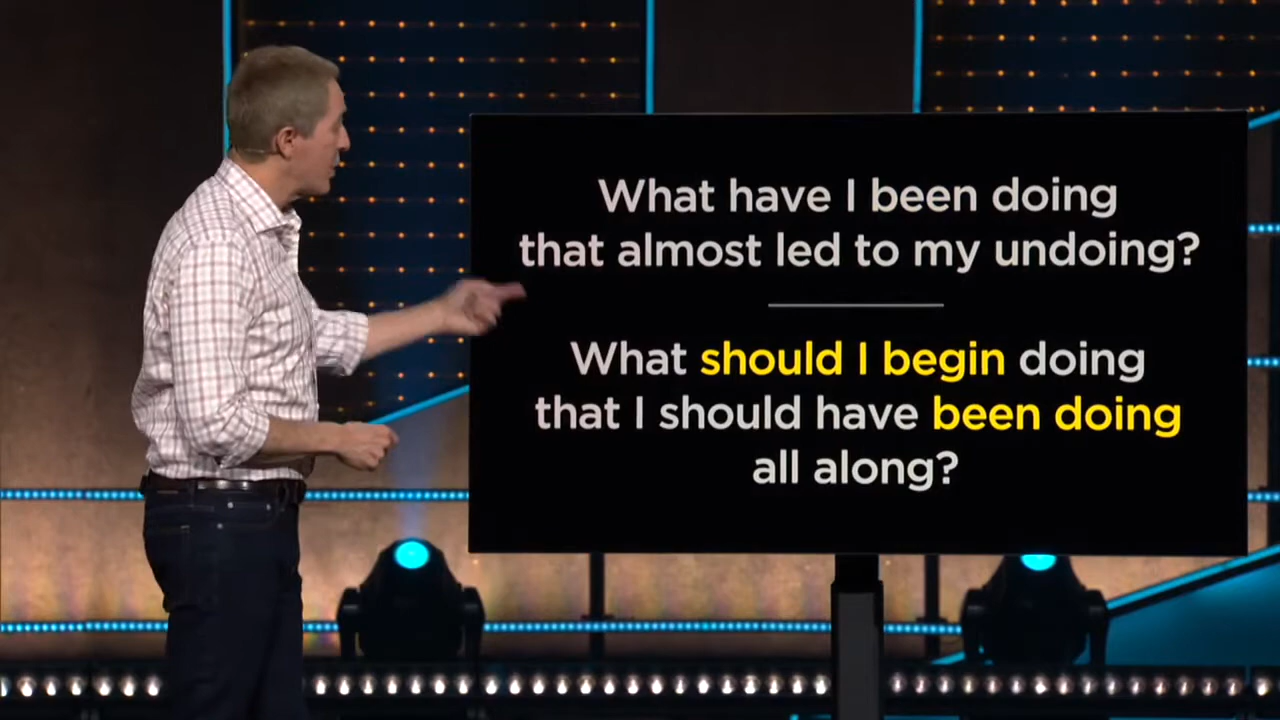 What have I been doing
that almost led to my undoing?
What should I begin doing
that I should have been doing
all along?